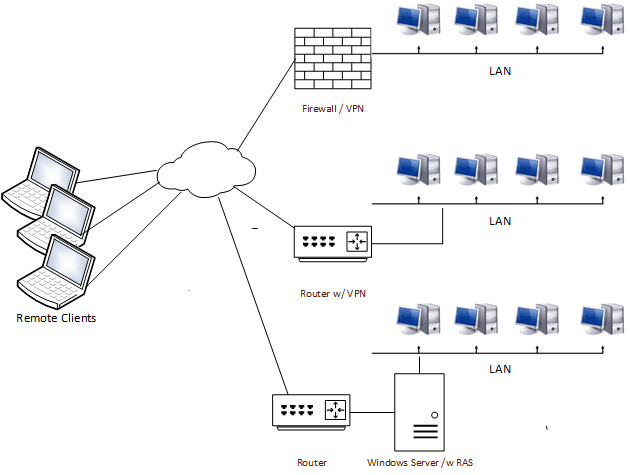 LAN
Firewall / VPN
LAN
Router w/ VPN
Remote Clients
LAN
Router
Windows Server /w RAS